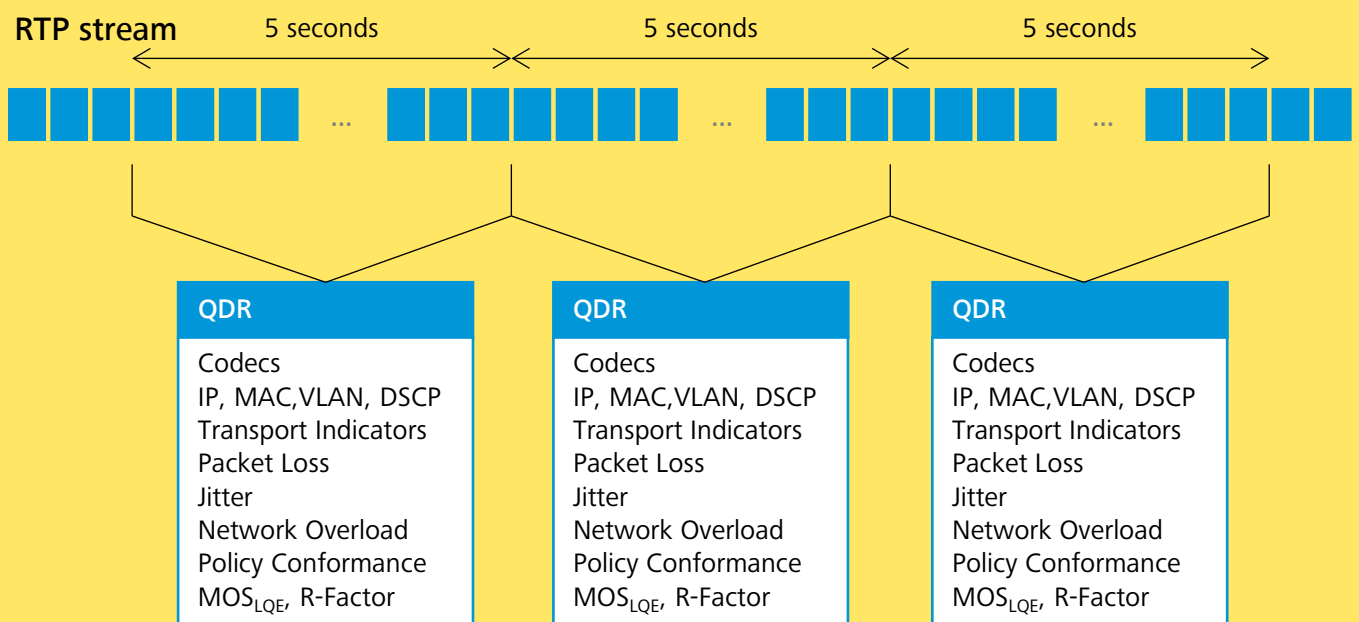 RTP stream
5 seconds
5 seconds
5 seconds
...
...
...
QDR
Codecs
IP, MAC,VLAN, DSCP
Transport Indicators
Packet Loss
Jitter
Network Overload
Policy Conformance
MOSLQE, R-Factor
QDR
Codecs
IP, MAC,VLAN, DSCP
Transport Indicators
Packet Loss
Jitter
Network Overload
Policy Conformance
MOSLQE, R-Factor
QDR
Codecs
IP, MAC,VLAN, DSCP
Transport Indicators
Packet Loss
Jitter
Network Overload
Policy Conformance
MOSLQE, R-Factor